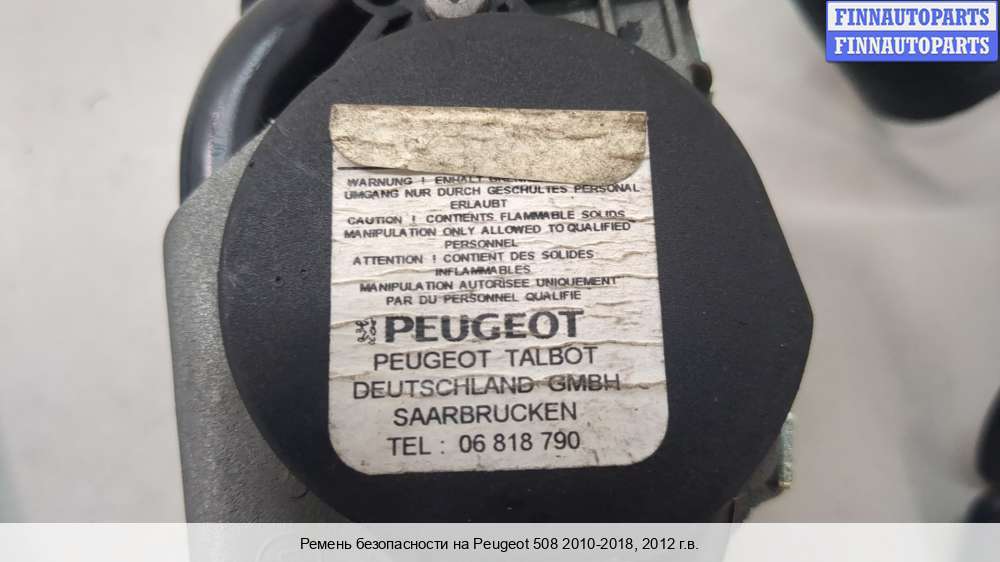 FINNAUTOPARTS
FINNAUTOPARTS
WARNUNG ! ENHALT
UMGANG NUR DURCH GESCHULTES PERSONAL
ERLAUBT
CAUTION ! CONTIENTS FLAMMABLE SOLIDS
MANIPULATION ONLY ALLOWED TO QUALIFIED
PERSONNEL
ATTENTION ! CONTIENT DES SOLIDES
INFLAMMABLES
MANIPULATION AUTORISEE UNIQUEMENT
PAR DU PERSONNEL QUALIFIE
PEUGEOT
PEUGEOT TALBOT
DEUTSCHLAND GMBH
SAARBRUCKEN
TEL : 06 818 790
Ремень безопасности на Peugeot 508 2010-2018, 2012 г.в.